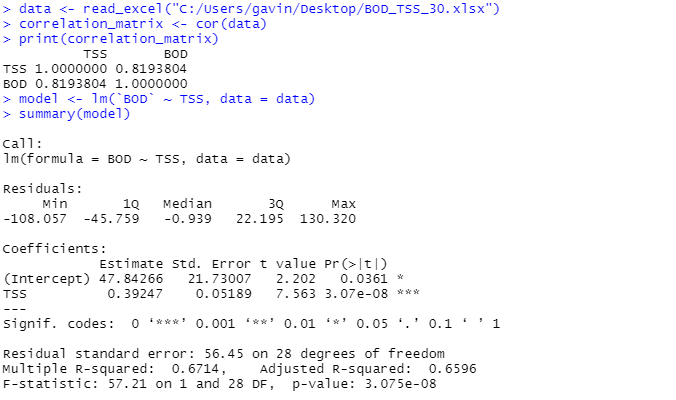 > data <- read_excel("C:/Users/gavin/Desktop/BOD_TSS_30.xlsx")
> correlation_matrix <- cor(data)
> print(correlation_matrix)
          TSS       BOD
TSS 1.0000000 0.8193804
BOD 0.8193804 1.0000000
> model <- lm(`BOD` ~ TSS, data = data)
> summary(model)

Call:
lm(formula = BOD ~ TSS, data = data)

Residuals:
     Min       1Q   Median       3Q      Max
-108.057  -45.759   -0.939   22.195  130.320

Coefficients:
            Estimate Std. Error t value Pr(>|t|)
(Intercept) 47.84266   21.73007   2.202   0.0361 *
TSS          0.39247    0.05189   7.563 3.07e-08 ***
---
Signif. codes:  0 ‘***’ 0.001 ‘**’ 0.01 ‘*’ 0.05 ‘.’ 0.1 ‘ ’ 1

Residual standard error: 56.45 on 28 degrees of freedom
Multiple R-squared:  0.6714,    Adjusted R-squared:  0.6596
F-statistic: 57.21 on 1 and 28 DF,  p-value: 3.075e-08